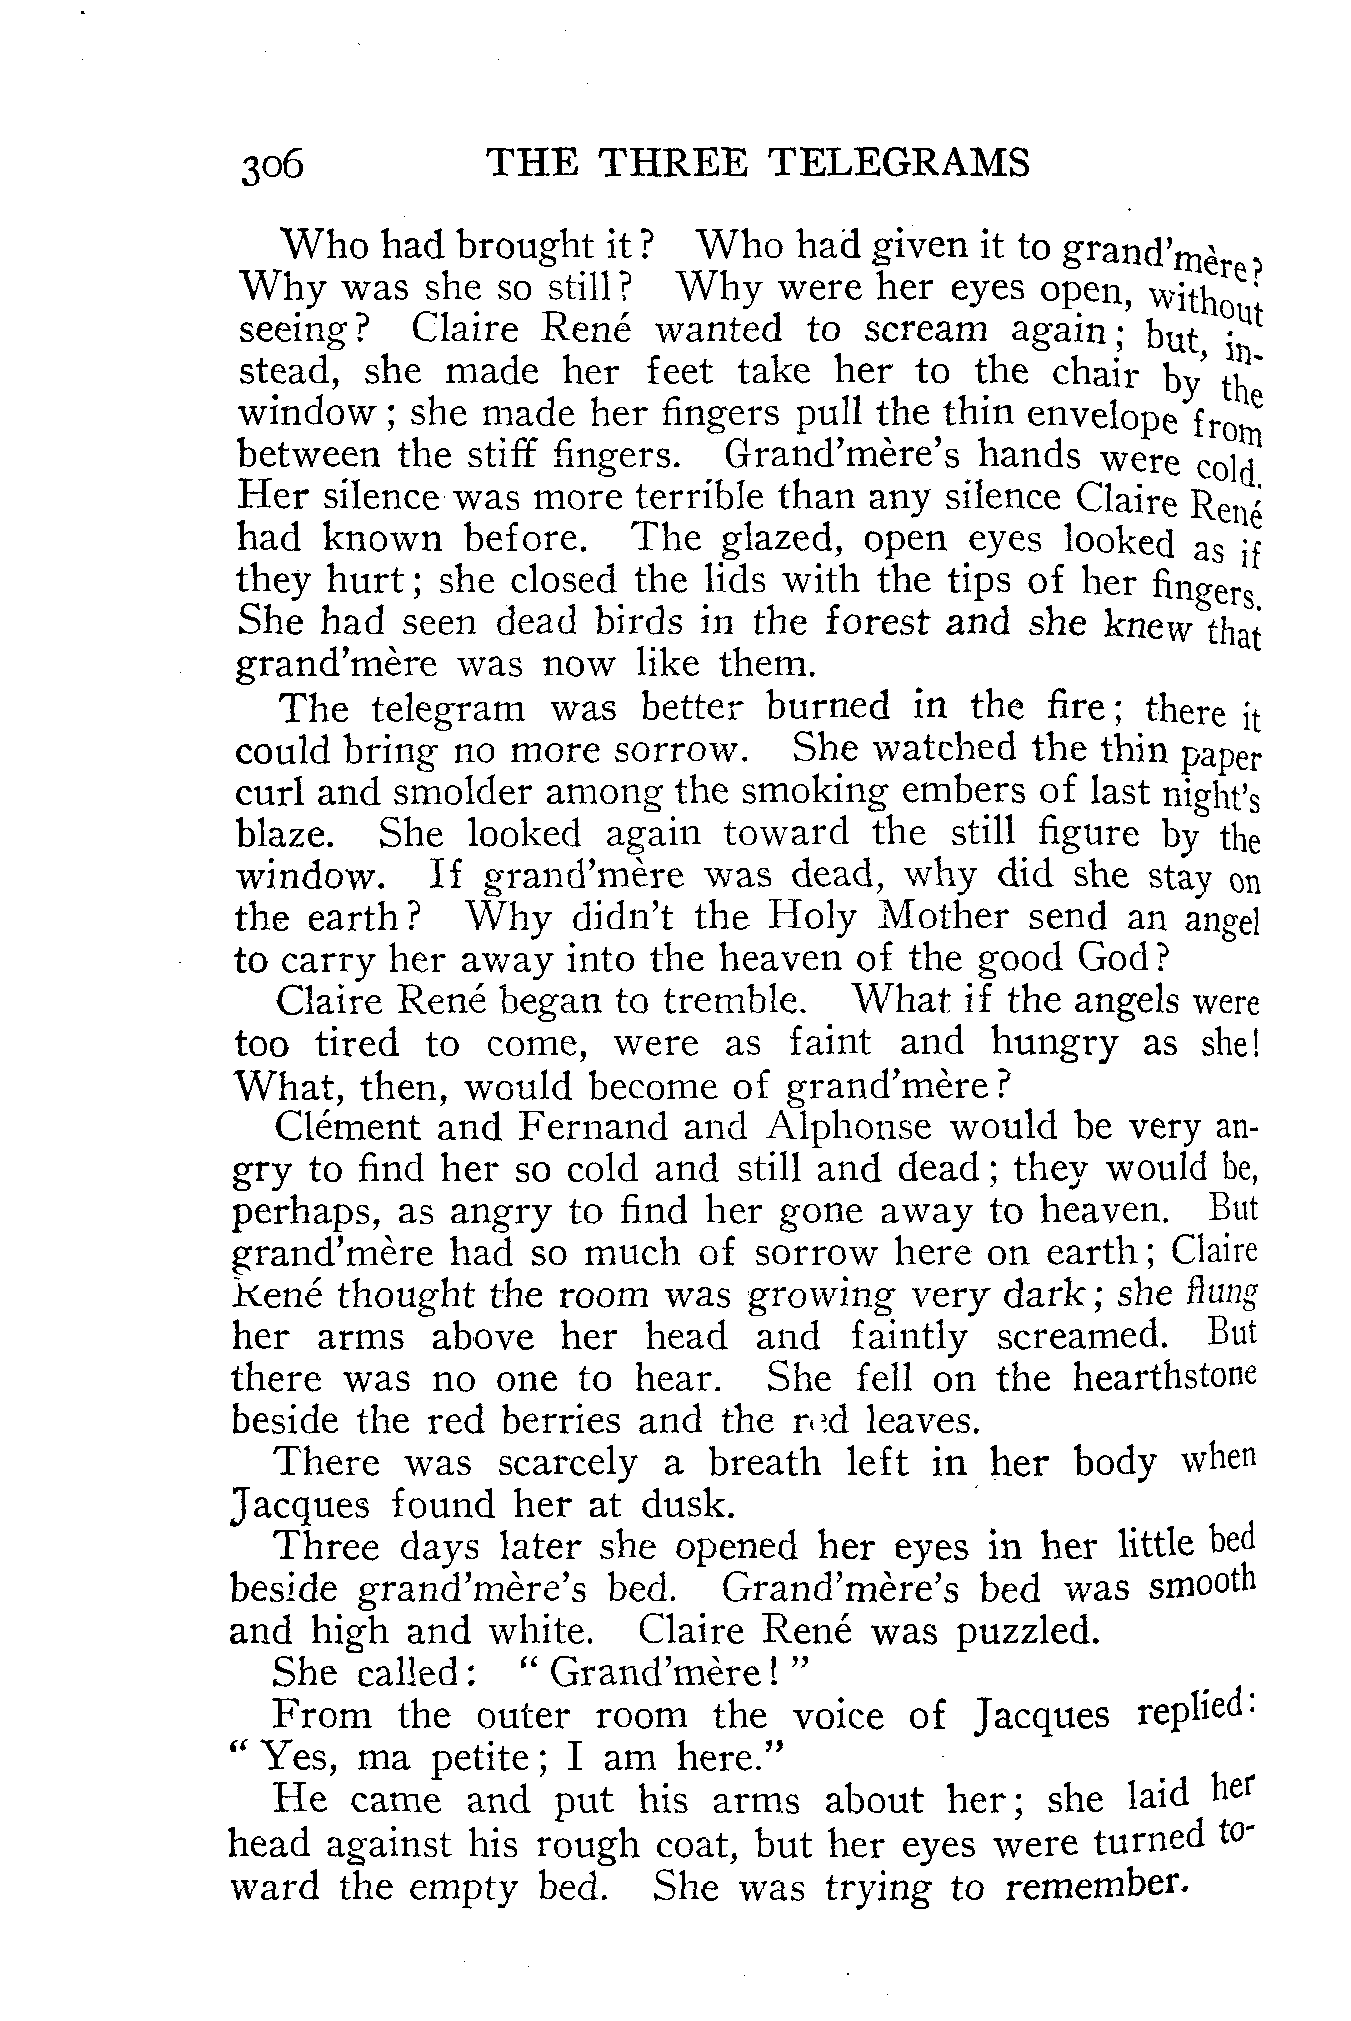 306 THE THREE TELEGRAMS
Who had brought it? Who had given it to grand'mère?
Why was she so still? Why were her eyes open, without
seeing? Claire René wanted to scream again; but, in-
stead, she made her feet take her to the chair by the
window; she made her fingers pull the thin envelope from
between the stiff fingers. Grand'mère's hands were cold.
Her silence was more terrible than any silence Claire René
had known before. The glazed, open eyes looked as if
they hurt; she closed the lids with the tips of her fingers.
She had seen dead birds in the forest and she knew that
grand'mère was now like them.
The telegram was better burned in the fire; there it
could bring no more sorrow. She watched the thin paper
curl and smolder among the smoking embers of last night's
blaze. She looked again toward the still figure by the
window. If grand'mère was dead, why did she stay on
the earth? Why didn't the Holy Mother send an angel
to carry her away into the heaven of the good God?
Claire René began to tremble. What if the angels were
too tired to come, were as faint and hungry as she!
What, then, would become of grand'mère?
Clément and Fernand and Alphonse would be very an-
gry to find her so cold and still and dead; they would be,
perhaps, as angry to find her gone away to heaven. But
grand'mère had so much of sorrow here on earth; Claire
René thought the room was growing very dark; she flung
her arms above her head and faintly screamed. But
there was no one to hear. She fell on the hearthstone
beside the red berries and the red leaves.
There was scarcely a breath left in her body when
Jacques found her at dusk.
Three days later she opened her eyes in her little bed
beside grand'mère's bed. Grand'mère's bed was smooth
and high and white. Claire René was puzzled.
She called: "Grand'mère!"
From the outer room the voice of Jacques replied:
"Yes, ma petite; I am here."
He came and put his arms about her; she laid her
head against his rough coat, but her eyes were turned to-
ward the empty bed. She was trying to remember.